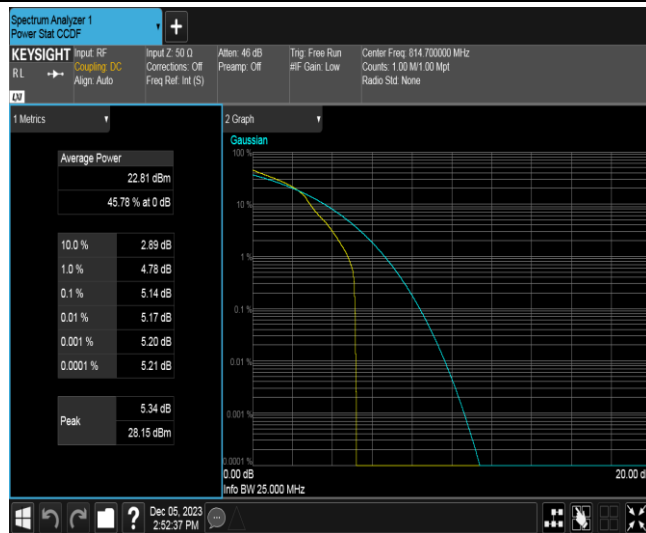 Spectrum Analyzer 1
Power Stat CCDF
KEYSIGHT
RL
Input: RF
Coupling: DC
Align: Auto
Input Z: 50 Ω
Corrections: Off
Freq Ref: Int (S)
Atten: 46 dB
Preamp: Off
Trig: Free Run
#IF Gain: Low
Center Freq: 814.700000 MHz
Counts: 1.00 M/1.00 Mpt
Radio Std: None
1 Metrics
Average Power
22.81 dBm
45.78 % at 0 dB
10.0 % 2.89 dB
1.0 % 4.78 dB
0.1 % 5.14 dB
0.01 % 5.17 dB
0.001 % 5.20 dB
0.0001 % 5.21 dB
Peak
5.34 dB
28.15 dBm
2 Graph
Gaussian
100 %
10 %
1 %
0.1 %
0.01 %
0.001 %
0.0001 %
0.00 dB
20.00 d
Info BW 25.000 MHz
?
Dec 05, 2023
2:52:37 PM